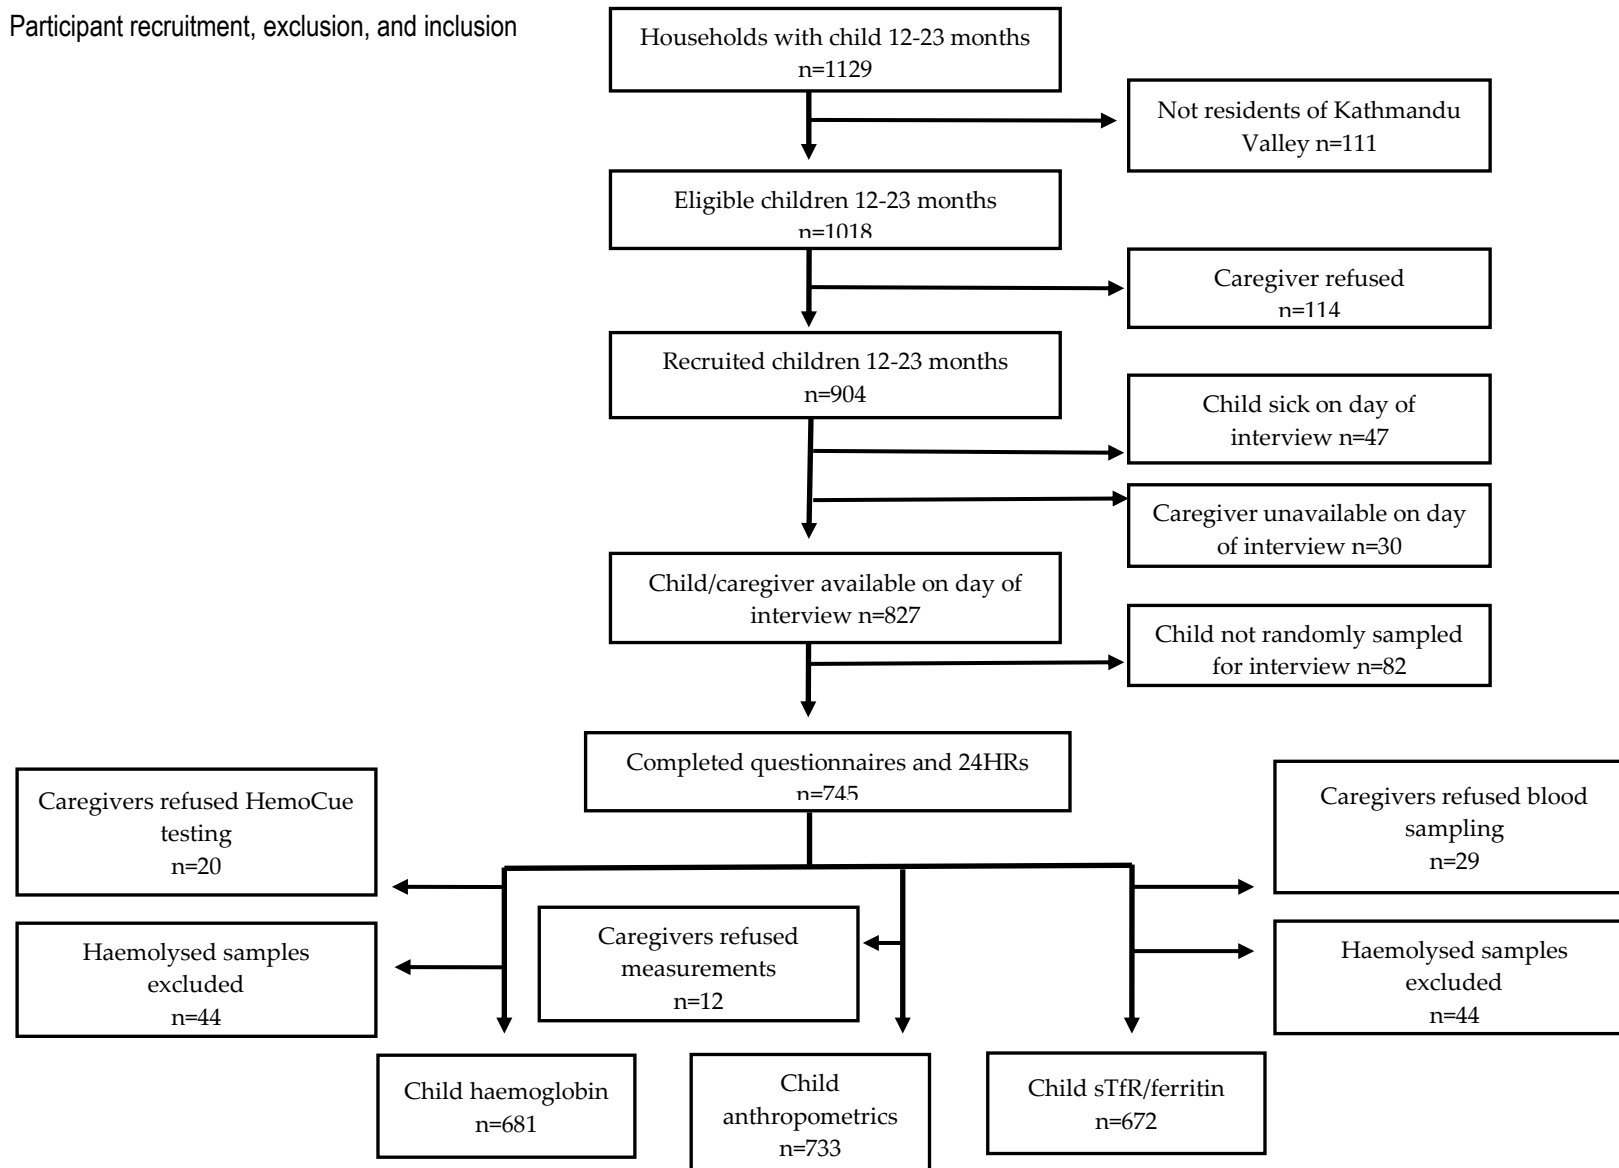 Participant recruitment, exclusion, and inclusion
Households with child 12-23 months
n=1129
Not residents of Kathmandu
Valley n=111
Eligible children 12-23 months
n=1018
Caregiver refused
n=114
Recruited children 12-23 months
n=904
Child sick on day of
interview n=47
Caregiver unavailable on day
of interview n=30
Child/caregiver available on day of
interview n=827
Child not randomly sampled
for interview n=82
Completed questionnaires and 24HRs
n=745
Caregivers refused HemoCue
testing
n=20
Caregivers refused blood
sampling
n=29
Haemolysed samples
excluded
n=44
Caregivers refused
measurements
n=12
Haemolysed samples
excluded
n=44
Child haemoglobin
n=681
Child
anthropometrics
n=733
Child sTfR/ferritin
n=672